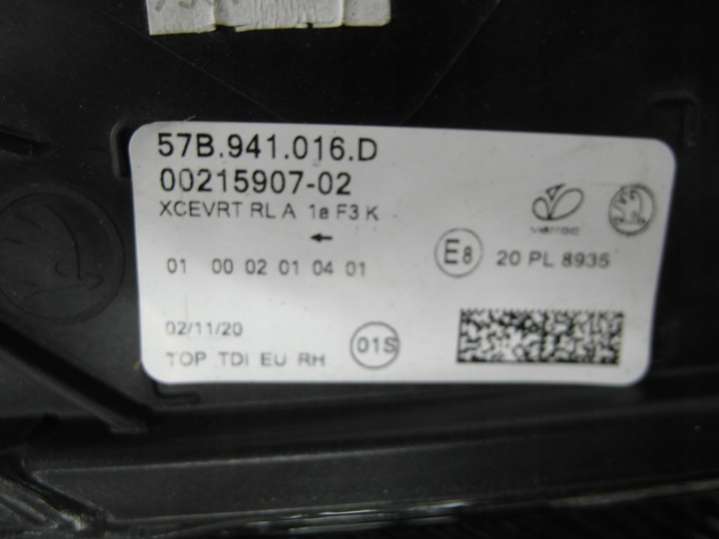 57B.941.016.D
00215907-02
XCEVRT RL A 1a F3 K
varroc
E8 20 PL 8935
01 00 02 01 04 01
02/11/20
TOP TDI EU RH 01S